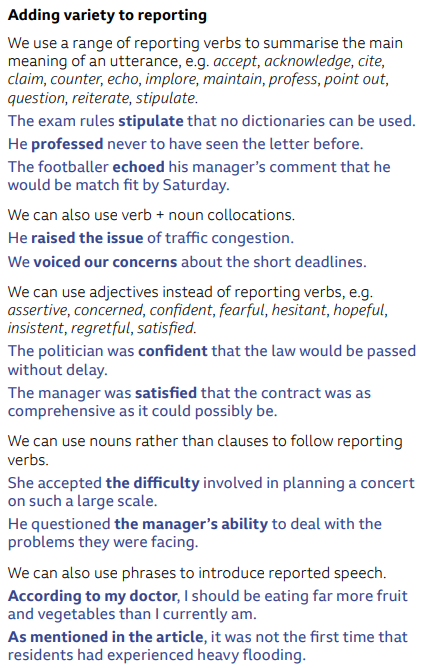 Adding variety to reporting
We use a range of reporting verbs to summarise the main
meaning of an utterance, e.g. accept, acknowledge, cite,
claim, counter, echo, implore, maintain, profess, point out,
question, reiterate, stipulate.
The exam rules stipulate that no dictionaries can be used.
He professed never to have seen the letter before.
The footballer echoed his manager's comment that he
would be match fit by Saturday.
We can also use verb + noun collocations.
He raised the issue of traffic congestion.
We voiced our concerns about the short deadlines.
We can use adjectives instead of reporting verbs, e.g.
assertive, concerned, confident, fearful, hesitant, hopeful,
insistent, regretful, satisfied.
The politician was confident that the law would be passed
without delay.
The manager was satisfied that the contract was as
comprehensive as it could possibly be.
We can use nouns rather than clauses to follow reporting
verbs.
She accepted the difficulty involved in planning a concert
on such a large scale.
He questioned the manager's ability to deal with the
problems they were facing.
We can also use phrases to introduce reported speech.
According to my doctor, I should be eating far more fruit
and vegetables than I currently am.
As mentioned in the article, it was not the first time that
residents had experienced heavy flooding.